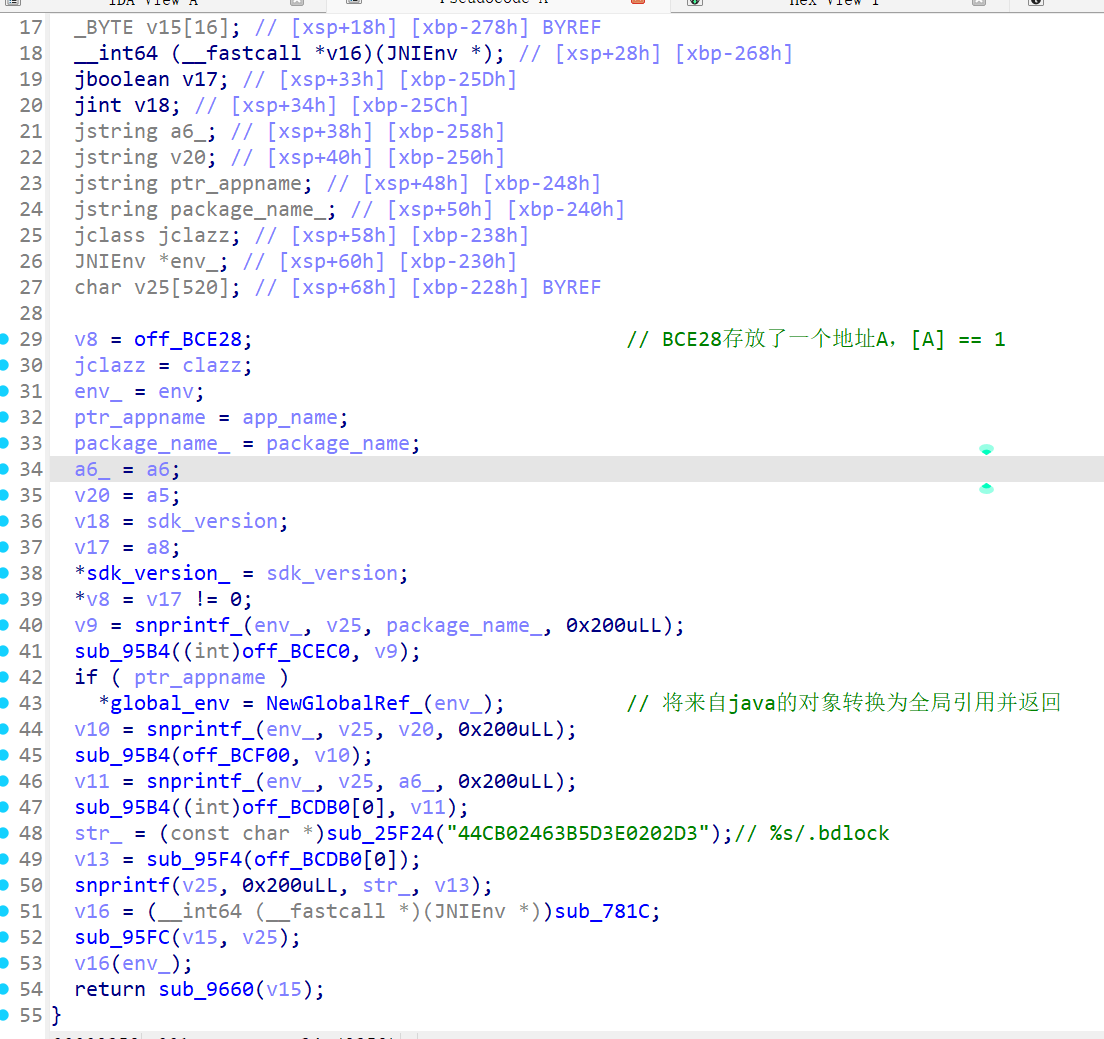 IDA View A Pseudocode A Hex View 1
17 _BYTE v15[16]; // [xsp+18h] [xbp-278h] BYREF
18 __int64 (__fastcall *v16)(JNIEnv *); // [xsp+28h] [xbp-268h]
19 jboolean v17; // [xsp+33h] [xbp-25Dh]
20 jint v18; // [xsp+34h] [xbp-25Ch]
21 jstring a6_; // [xsp+38h] [xbp-258h]
22 jstring v20; // [xsp+40h] [xbp-250h]
23 jstring ptr_appname; // [xsp+48h] [xbp-248h]
24 jstring package_name_; // [xsp+50h] [xbp-240h]
25 jclass jclazz; // [xsp+58h] [xbp-238h]
26 JNIEnv *env_; // [xsp+60h] [xbp-230h]
27 char v25[520]; // [xsp+68h] [xbp-228h] BYREF
28
29 v8 = off_BCE28; // BCE28存放了一个地址A，[A] == 1
30 jclazz = clazz;
31 env_ = env;
32 ptr_appname = app_name;
33 package_name_ = package_name;
34 a6_ = a6;
35 v20 = a5;
36 v18 = sdk_version;
37 v17 = a8;
38 *sdk_version_ = sdk_version;
39 *v8 = v17 != 0;
40 v9 = snprintf_(env_, v25, package_name_, 0x200uLL);
41 sub_95B4((int)off_BCEC0, v9);
42 if ( ptr_appname )
43 *global_env = NewGlobalRef_(env_); // 将来自java的对象转换为全局引用并返回
44 v10 = snprintf_(env_, v25, v20, 0x200uLL);
45 sub_95B4(off_BCF00, v10);
46 v11 = snprintf_(env_, v25, a6_, 0x200uLL);
47 sub_95B4((int)off_BCDB0[0], v11);
48 str_ = (const char *)sub_25F24("44CB02463B5D3E0202D3");// %s/.bdlock
49 v13 = sub_95F4(off_BCDB0[0]);
50 snprintf(v25, 0x200uLL, str_, v13);
51 v16 = (__int64 (__fastcall *)(JNIEnv *))sub_781C;
52 sub_95FC(v15, v25);
53 v16(env_);
54 return sub_9660(v15);
55 }